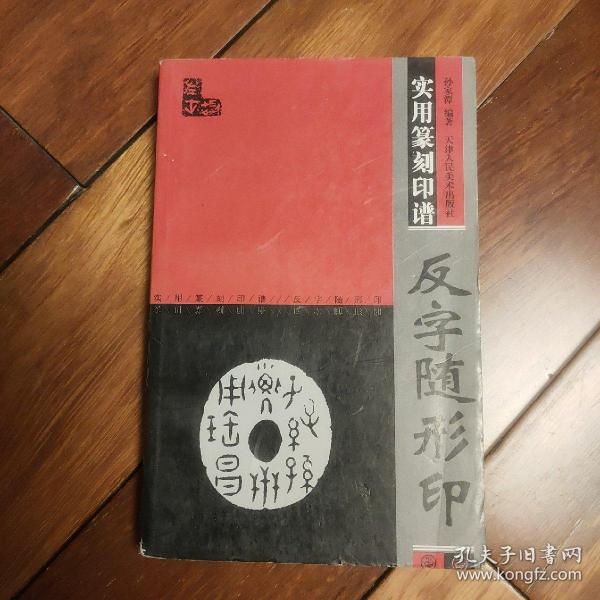 实用篆刻印谱
孙家潭 编著 天津人民美术出版社
反字随形印
实/用/篆/刻/印/谱///反/字/随/形/印
孔夫子旧书网
www.kongfz.com